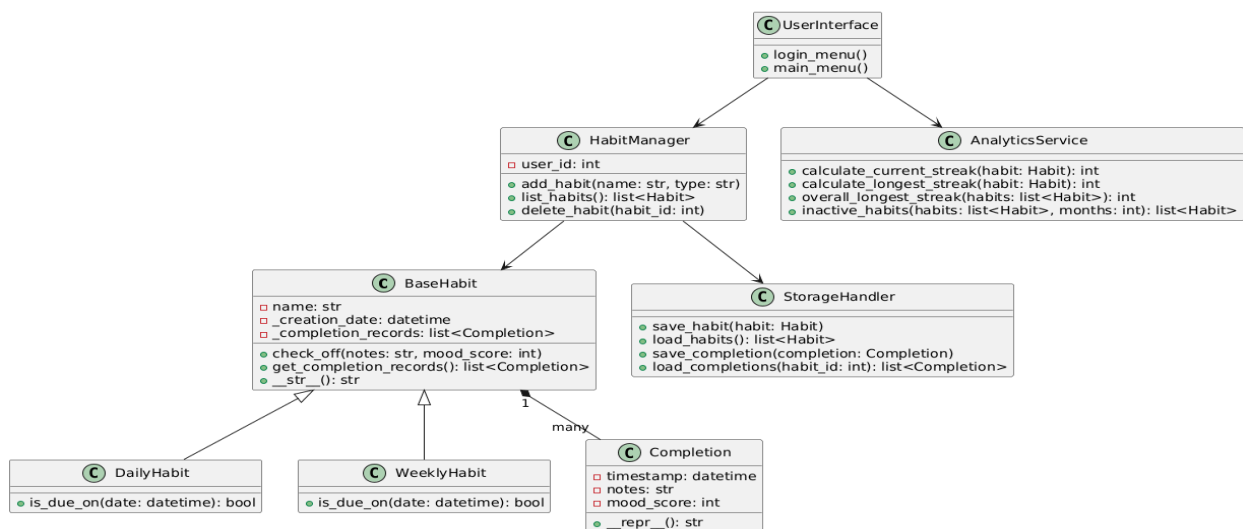 C UserInterface
login_menu()
main_menu()
C HabitManager
user_id: int
add_habit(name: str, type: str)
list_habits(): list<Habit>
delete_habit(habit_id: int)
C AnalyticsService
calculate_current_streak(habit: Habit): int
calculate_longest_streak(habit: Habit): int
overall_longest_streak(habits: list<Habit>): int
inactive_habits(habits: list<Habit>, months: int): list<Habit>
C BaseHabit
name: str
_creation_date: datetime
_completion_records: list<Completion>
check_off(notes: str, mood_score: int)
get_completion_records(): list<Completion>
__str__(): str
C StorageHandler
save_habit(habit: Habit)
load_habits(): list<Habit>
save_completion(completion: Completion)
load_completions(habit_id: int): list<Completion>
1
many
C DailyHabit
is_due_on(date: datetime): bool
C WeeklyHabit
is_due_on(date: datetime): bool
C Completion
timestamp: datetime
notes: str
mood_score: int
__repr__(): str